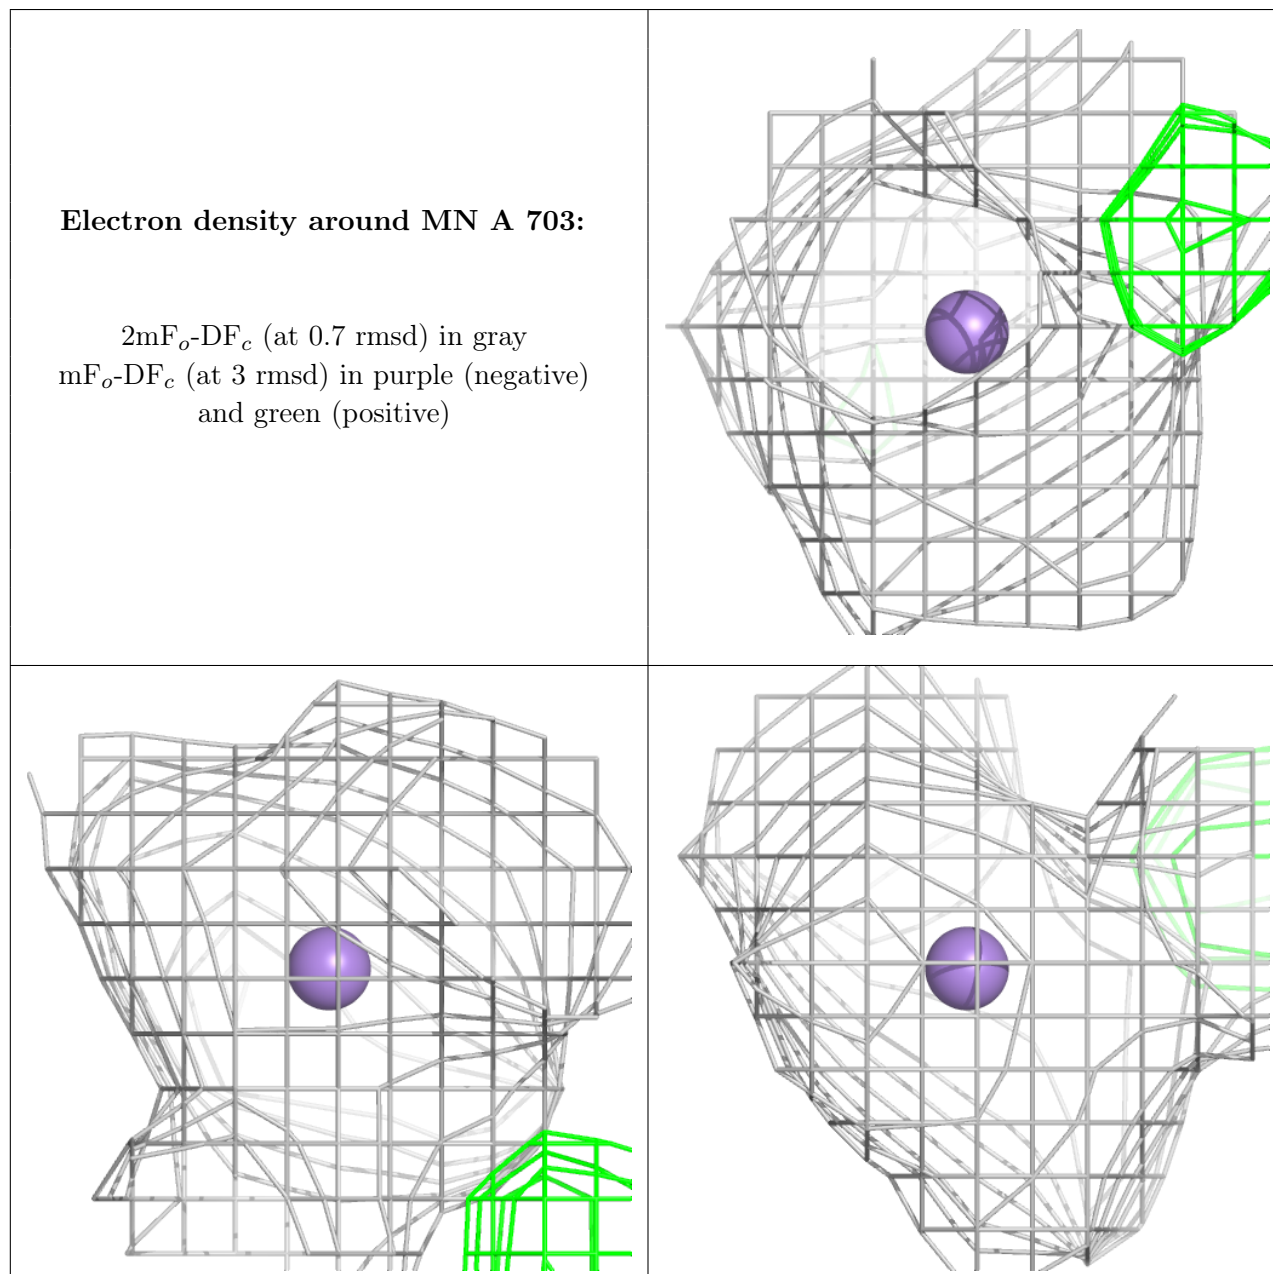 Electron density around MN A 703:
2mFo-DFc (at 0.7 rmsd) in gray
mFo-DFc (at 3 rmsd) in purple (negative)
and green (positive)